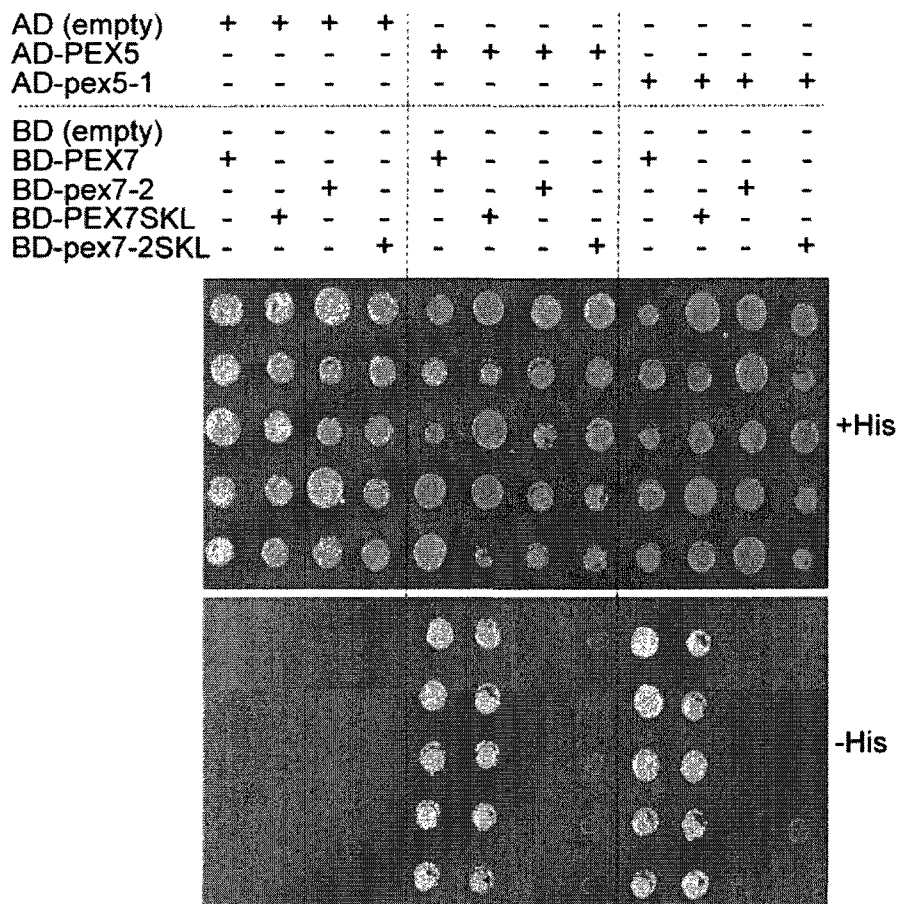 AD (empty) + + + + - - - - - - - -
AD-PEX5 - - - - + + + + - - - -
AD-pex5-1 - - - - - - - - + + + +
BD (empty) - - - - - - - - - - - -
BD-PEX7 + - - - + - - - + - - -
BD-pex7-2 - - + - - - + - - - + -
BD-PEX7SKL - + - - - + - - - + - -
BD-pex7-2SKL - - - + - - - + - - - +
+His
-His